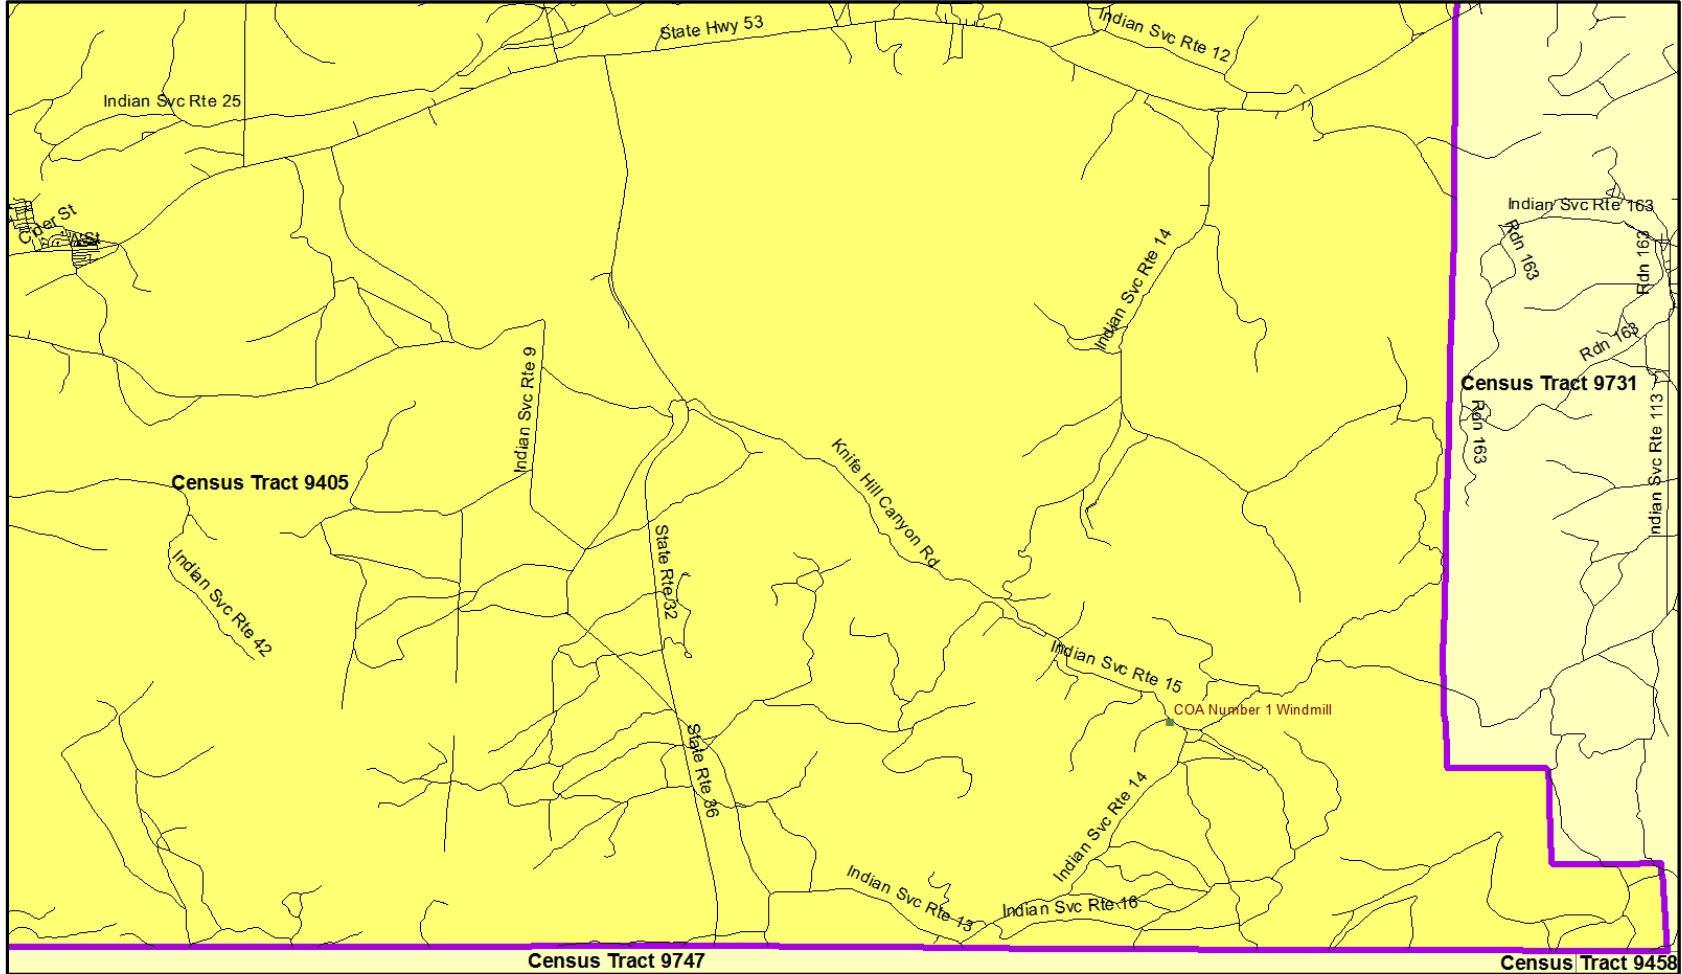 State Hwy 53
Indian Svc Rte 12
Indian Svc Rte 25
Indian Svc Rte 163
Cner St
A St
Rdn 163
Rdn 163
Indian Svc Rte 14
Rdn 163
Indian Svc Rte 9
Census Tract 9731
Rdn 163
Indian Svc Rte 113
Knife Hill Canyon Rd
Census Tract 9405
State Rte 32
Indian Svc Rte 42
Indian Svc Rte 15
COA Number 1 Windmill
State Rte 36
Indian Svc Rte 14
Indian Svc Rte 13
Indian Svc Rte 16
Census Tract 9747
Census Tract 9458